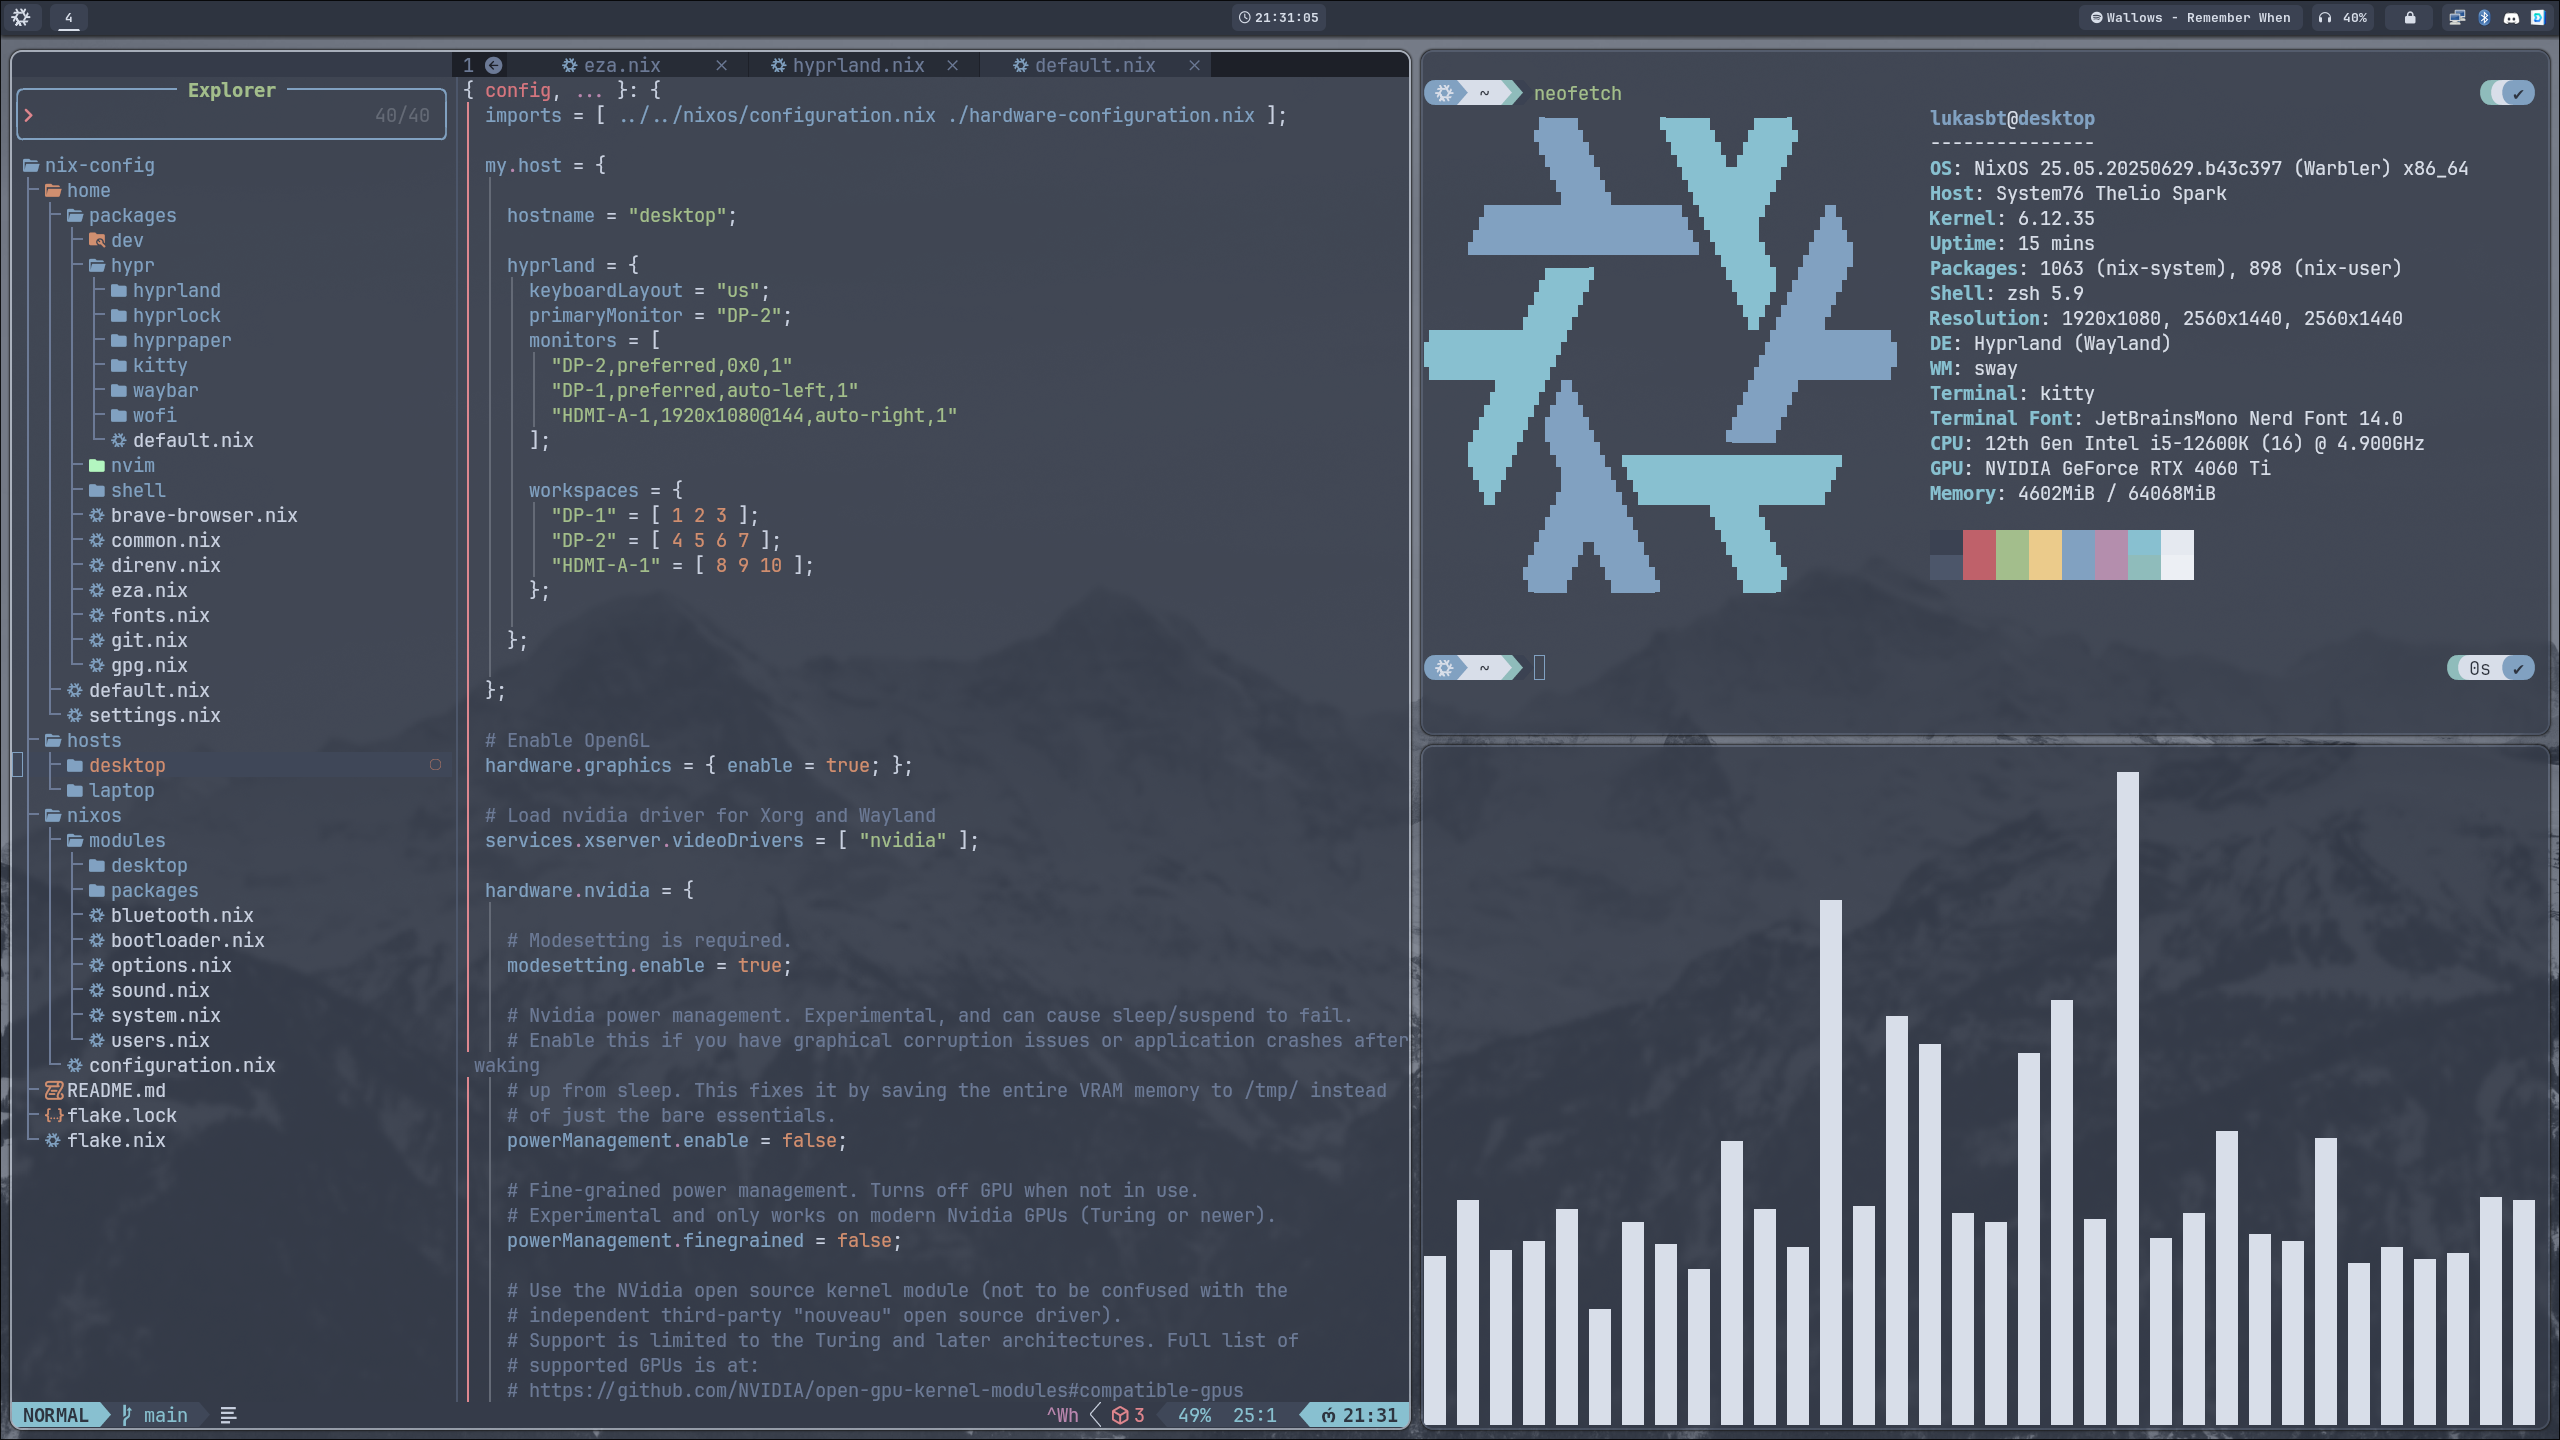 4
21:31:05
Wallows - Remember When
40%
Explorer
40/40
nix-config
home
packages
dev
hypr
hyprland
hyprlock
hyprpaper
kitty
waybar
wofi
default.nix
nvim
shell
brave-browser.nix
common.nix
direnv.nix
eza.nix
fonts.nix
git.nix
gpg.nix
default.nix
settings.nix
hosts
desktop
laptop
nixos
modules
desktop
packages
bluetooth.nix
bootloader.nix
options.nix
sound.nix
system.nix
users.nix
configuration.nix
README.md
flake.lock
flake.nix
1 eza.nix hyprland.nix default.nix
{ config, ... }: {
imports = [ ../../nixos/configuration.nix ./hardware-configuration.nix ];
my.host = {
hostname = "desktop";
hyprland = {
keyboardLayout = "us";
primaryMonitor = "DP-2";
monitors = [
"DP-2,preferred,0x0,1"
"DP-1,preferred,auto-left,1"
"HDMI-A-1,1920x1080@144,auto-right,1"
];
workspaces = {
"DP-1" = [ 1 2 3 ];
"DP-2" = [ 4 5 6 7 ];
"HDMI-A-1" = [ 8 9 10 ];
};
};
};
# Enable OpenGL
hardware.graphics = { enable = true; };
# Load nvidia driver for Xorg and Wayland
services.xserver.videoDrivers = [ "nvidia" ];
hardware.nvidia = {
# Modesetting is required.
modesetting.enable = true;
# Nvidia power management. Experimental, and can cause sleep/suspend to fail.
# Enable this if you have graphical corruption issues or application crashes after
waking
# up from sleep. This fixes it by saving the entire VRAM memory to /tmp/ instead
# of just the bare essentials.
powerManagement.enable = false;
# Fine-grained power management. Turns off GPU when not in use.
# Experimental and only works on modern Nvidia GPUs (Turing or newer).
powerManagement.finegrained = false;
# Use the NVidia open source kernel module (not to be confused with the
# independent third-party "nouveau" open source driver).
# Support is limited to the Turing and later architectures. Full list of
# supported GPUs is at:
# https://github.com/NVIDIA/open-gpu-kernel-modules#compatible-gpus
NORMAL main ^Wh 3 49% 25:1 21:31
~ neofetch
lukasbt@desktop
---------------
OS: NixOS 25.05.20250629.b43c397 (Warbler) x86_64
Host: System76 Thelio Spark
Kernel: 6.12.35
Uptime: 15 mins
Packages: 1063 (nix-system), 898 (nix-user)
Shell: zsh 5.9
Resolution: 1920x1080, 2560x1440, 2560x1440
DE: Hyprland (Wayland)
WM: sway
Terminal: kitty
Terminal Font: JetBrainsMono Nerd Font 14.0
CPU: 12th Gen Intel i5-12600K (16) @ 4.900GHz
GPU: NVIDIA GeForce RTX 4060 Ti
Memory: 4602MiB / 64068MiB
~ 0s ✔